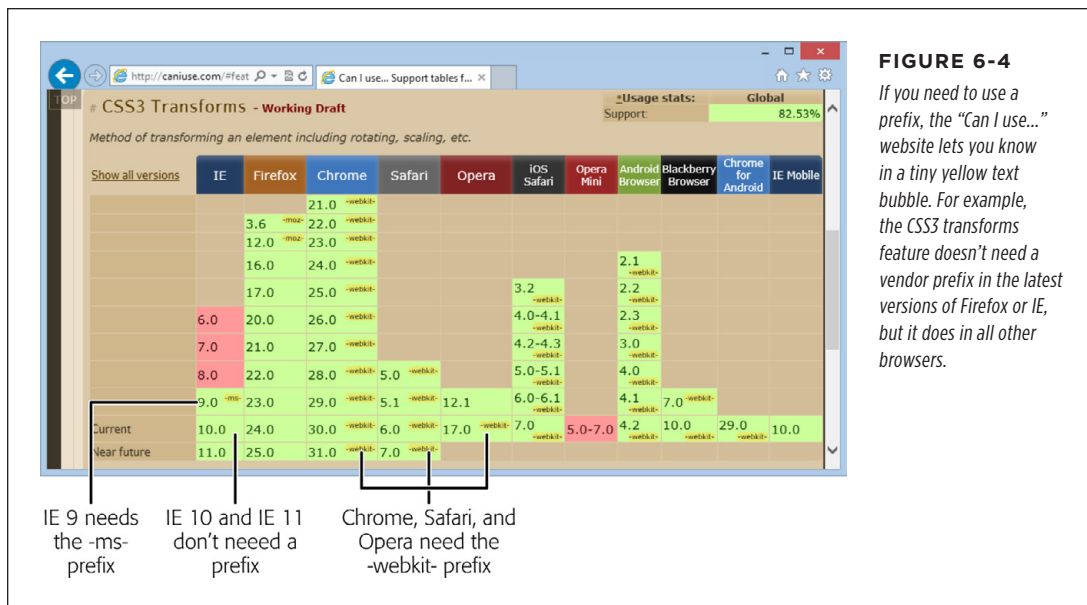 http://caniuse.com/#feat
Can I use... Support tables f...
TOP
# CSS3 Transforms - Working Draft
*Usage stats: Global
Support: 82.53%
Method of transforming an element including rotating, scaling, etc.
Show all versions IE Firefox Chrome Safari Opera iOS Safari Opera Mini Android Browser Blackberry Browser Chrome for Android IE Mobile
21.0 -webkit-
3.6 -moz- 22.0 -webkit-
12.0 -moz- 23.0 -webkit-
16.0 24.0 -webkit- 2.1 -webkit-
17.0 25.0 -webkit- 3.2 -webkit- 2.2 -webkit-
6.0 20.0 26.0 -webkit- 4.0-4.1 -webkit- 2.3 -webkit-
7.0 21.0 27.0 -webkit- 4.2-4.3 -webkit- 3.0 -webkit-
8.0 22.0 28.0 -webkit- 5.0 -webkit- 5.0-5.1 -webkit- 4.0 -webkit-
9.0 -ms- 23.0 29.0 -webkit- 5.1 -webkit- 12.1 6.0-6.1 -webkit- 4.1 -webkit- 7.0 -webkit-
Current 10.0 24.0 30.0 -webkit- 6.0 -webkit- 17.0 -webkit- 7.0 -webkit- 5.0-7.0 4.2 -webkit- 10.0 -webkit- 29.0 -webkit- 10.0
Near future 11.0 25.0 31.0 -webkit- 7.0 -webkit-
IE 9 needs
the -ms-
prefix
IE 10 and IE 11
don't neeed a
prefix
Chrome, Safari, and
Opera need the
-webkit- prefix
FIGURE 6-4
If you need to use a
prefix, the “Can I use...”
website lets you know
in a tiny yellow text
bubble. For example,
the CSS3 transforms
feature doesn’t need a
vendor prefix in the latest
versions of Firefox or IE,
but it does in all other
browsers.